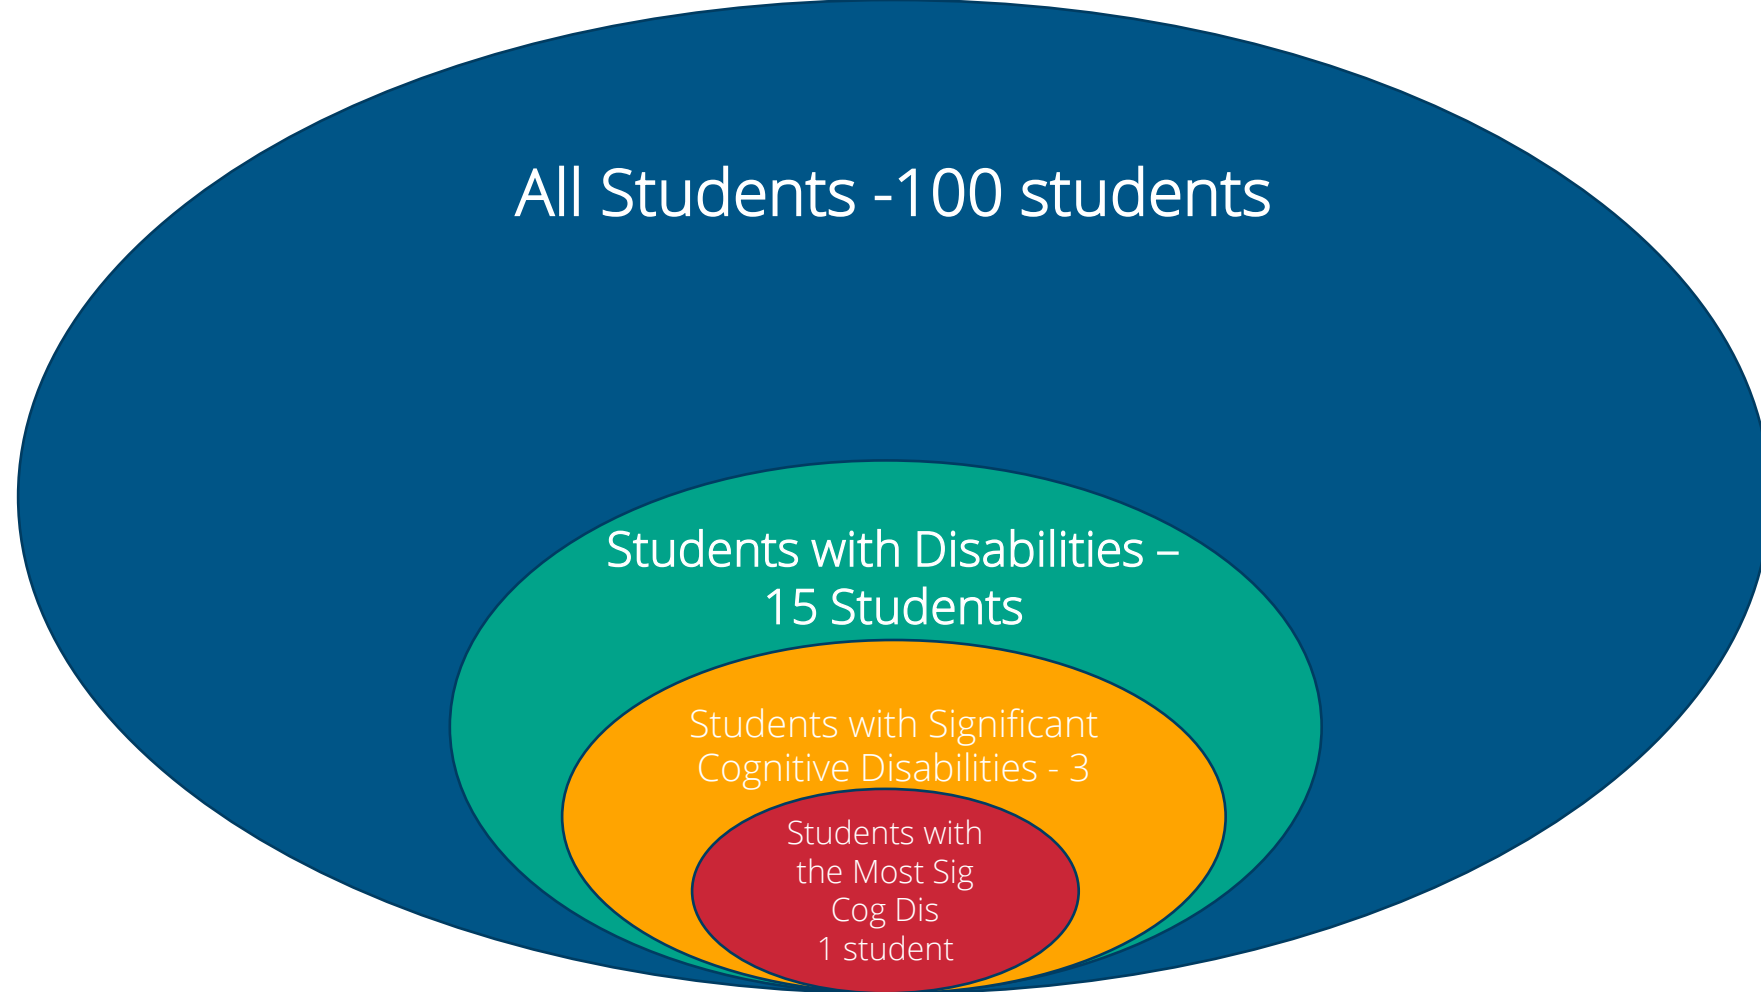 All Students -100 students
Students with Disabilities –
15 Students
Students with Significant
Cognitive Disabilities - 3
Students with
the Most Sig
Cog Dis
1 student